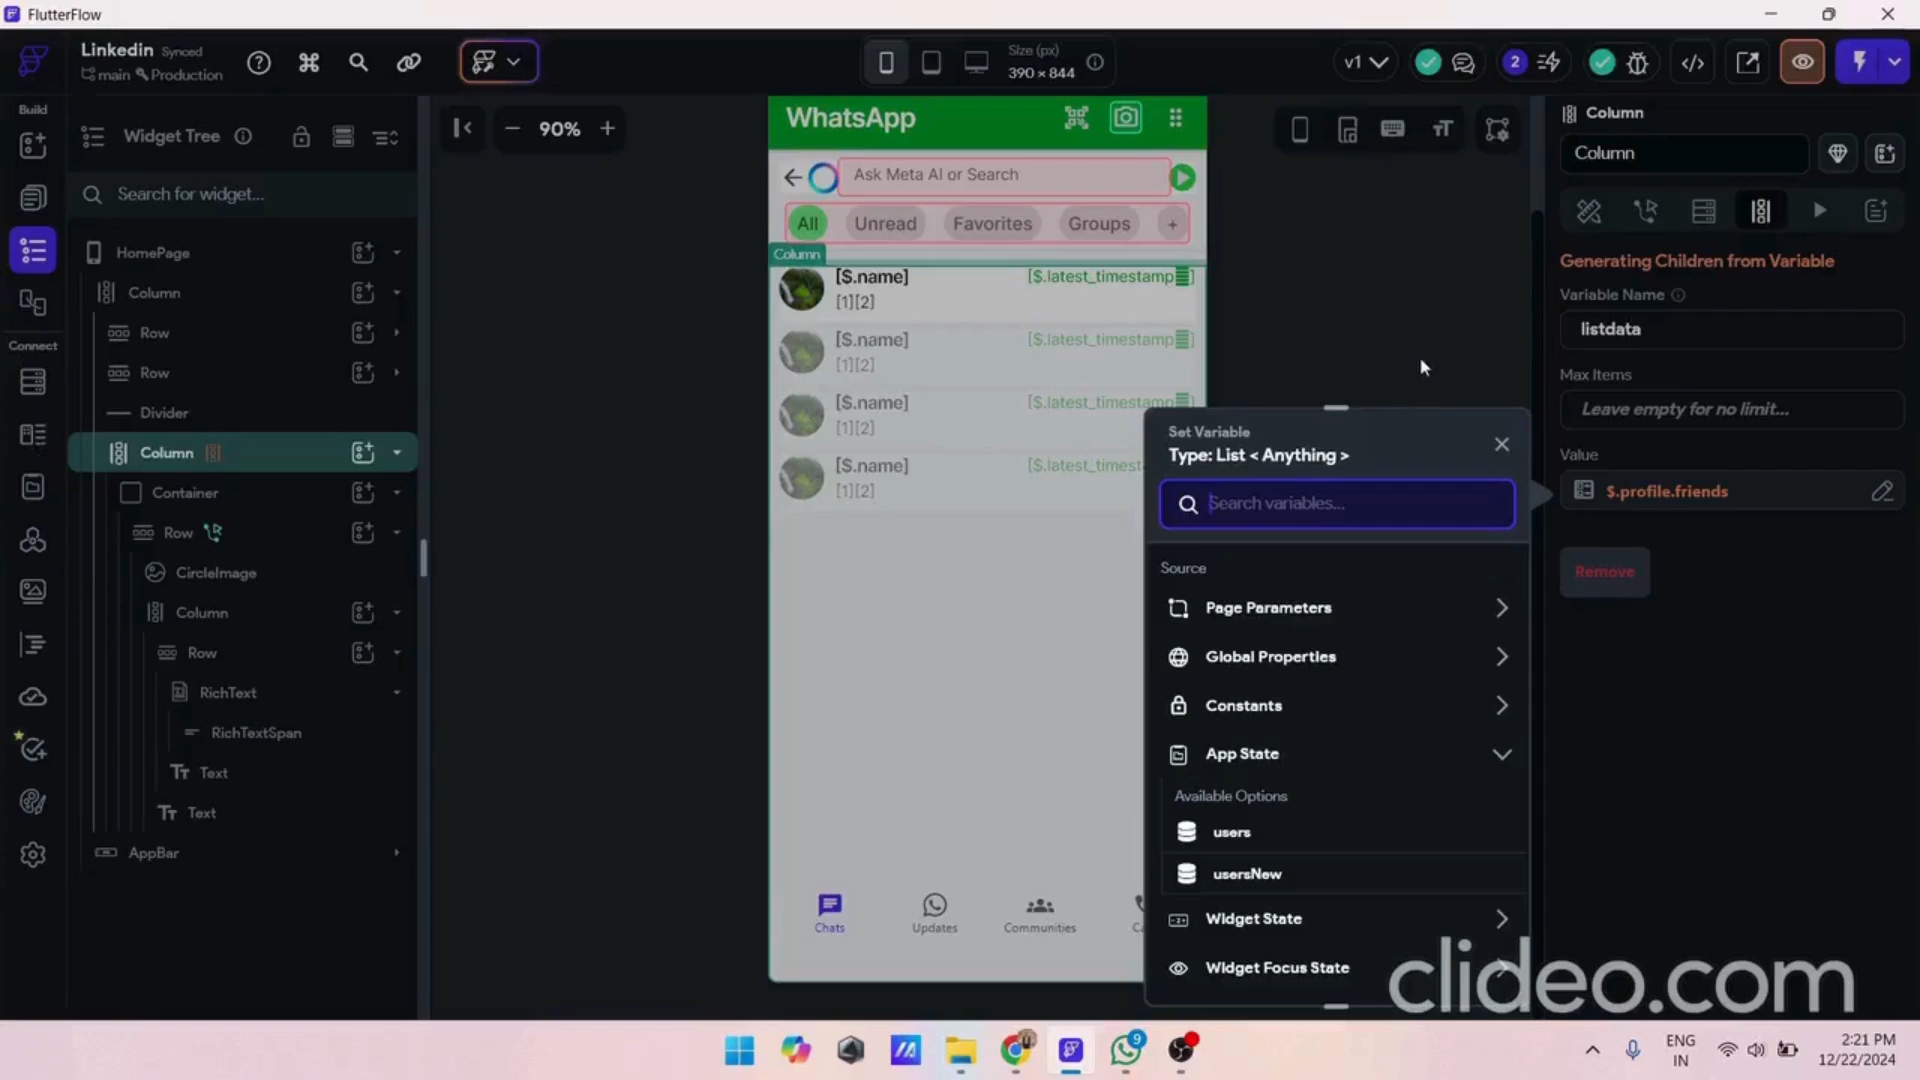 FlutterFlow
Linkedin Synced
main Production
Size (px)
390 × 844
v1
2
Build
Widget Tree
Search for widget...
HomePage
Column
Row
Row
Divider
Column
Container
Row
CircleImage
Column
Row
RichText
RichTextSpan
Tт Text
Tт Text
AppBar
Connect
90%
WhatsApp
Ask Meta AI or Search
All
Unread
Favorites
Groups
+
Column
[$.name]
[$.latest_timestamp]
[1][2]
[$.name]
[$.latest_timestamp]
[1][2]
[$.name]
[$.latest_timestamp]
[1][2]
[$.name]
[$.latest_timest
[1][2]
Chats
Updates
Communities
Ca
Set Variable
Type: List < Anything >
Search variables...
Source
Page Parameters
Global Properties
Constants
App State
Available Options
users
usersNew
Widget State
Widget Focus State
Column
Column
Generating Children from Variable
Variable Name
listdata
Max Items
Leave empty for no limit...
Value
$.profile.friends
Remove
clideo.com
9
ENG
IN
2:21 PM
12/22/2024